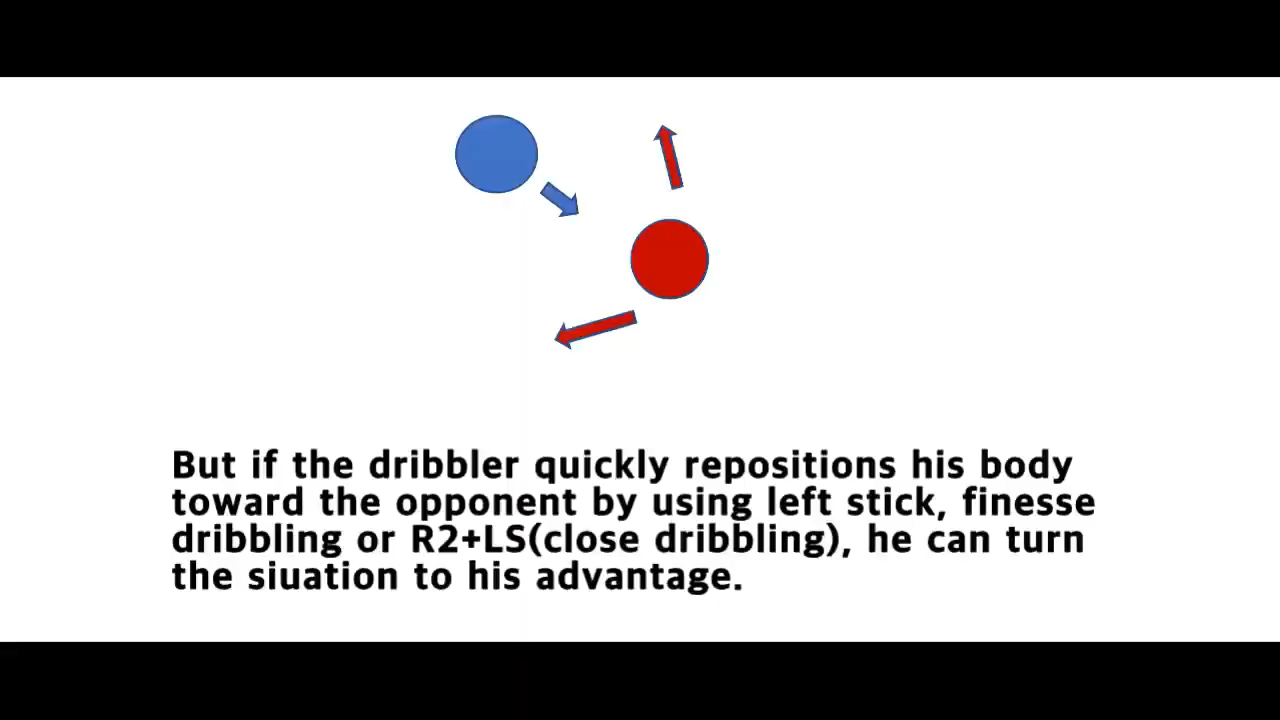 But if the dribbler quickly repositions his body
toward the opponent by using left stick, finesse
dribbling or R2+LS(close dribbling), he can turn
the siuation to his advantage.